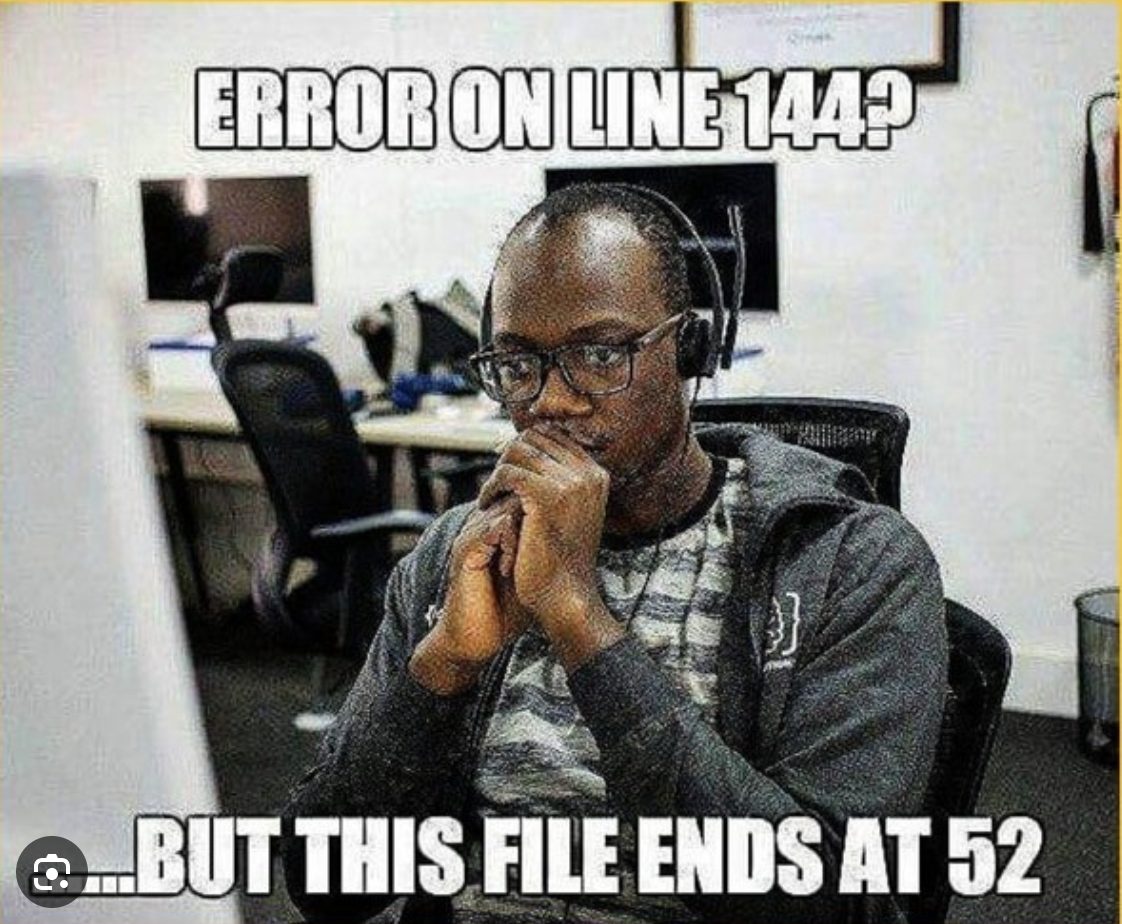 ERROR ON LINE 144?
...BUT THIS FILE ENDS AT 52